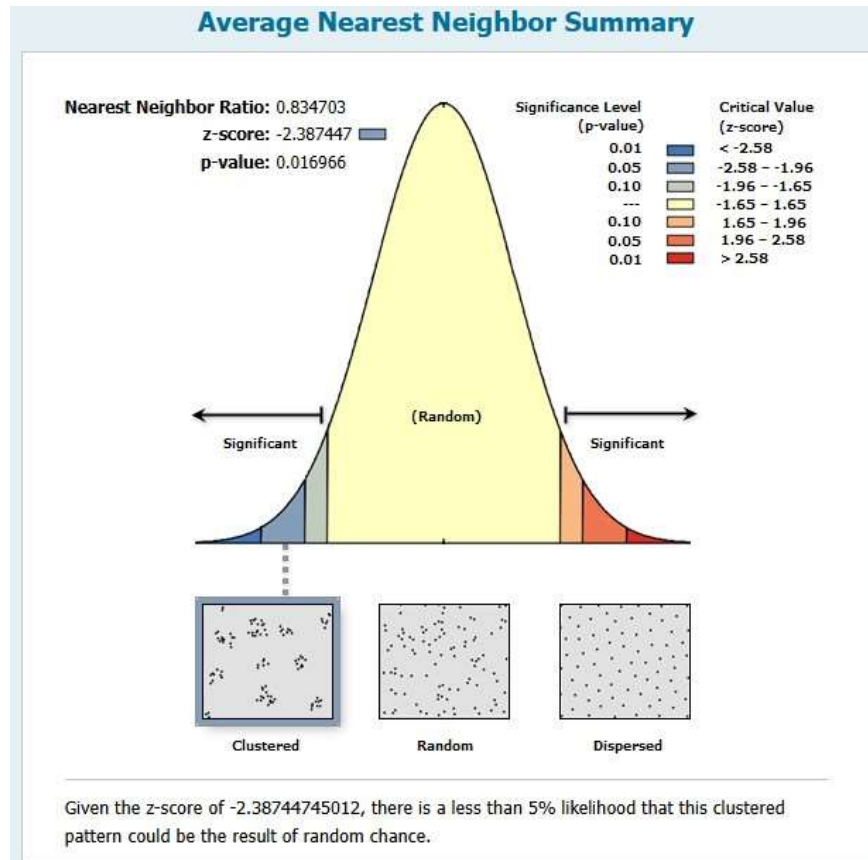 Average Nearest Neighbor Summary
Nearest Neighbor Ratio: 0.834703
z-score: -2.387447
p-value: 0.016966
Significance Level
(p-value)
Critical Value
(z-score)
0.01 < -2.58
0.05 -2.58 – -1.96
0.10 -1.96 – -1.65
--- -1.65 – 1.65
0.10 1.65 – 1.96
0.05 1.96 – 2.58
0.01 > 2.58
(Random)
Significant
Significant
Clustered
Random
Dispersed
Given the z-score of -2.38744745012, there is a less than 5% likelihood that this clustered
pattern could be the result of random chance.